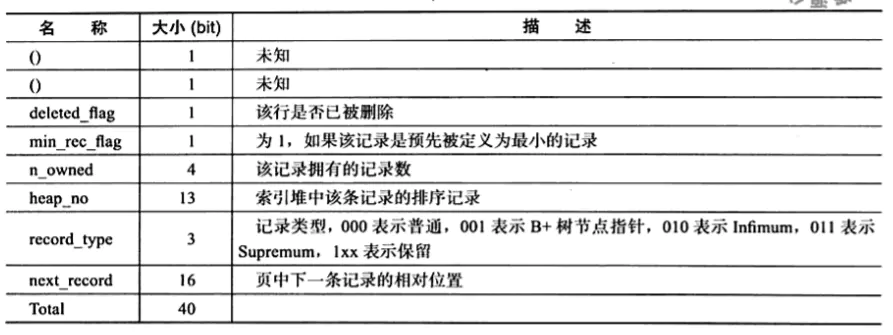 名 称 大小 (bit) 描 述
() 1 未知
() 1 未知
deleted_flag 1 该行是否已被删除
min_rec_flag 1 为 1，如果该记录是预先被定义为最小的记录
n_owned 4 该记录拥有的记录数
heap_no 13 索引堆中该条记录的排序记录
record_type 3 记录类型，000 表示普通，001 表示 B+ 树节点指针，010 表示 Infimum，011 表示
Supremum，1xx 表示保留
next_record 16 页中下一条记录的相对位置
Total 40